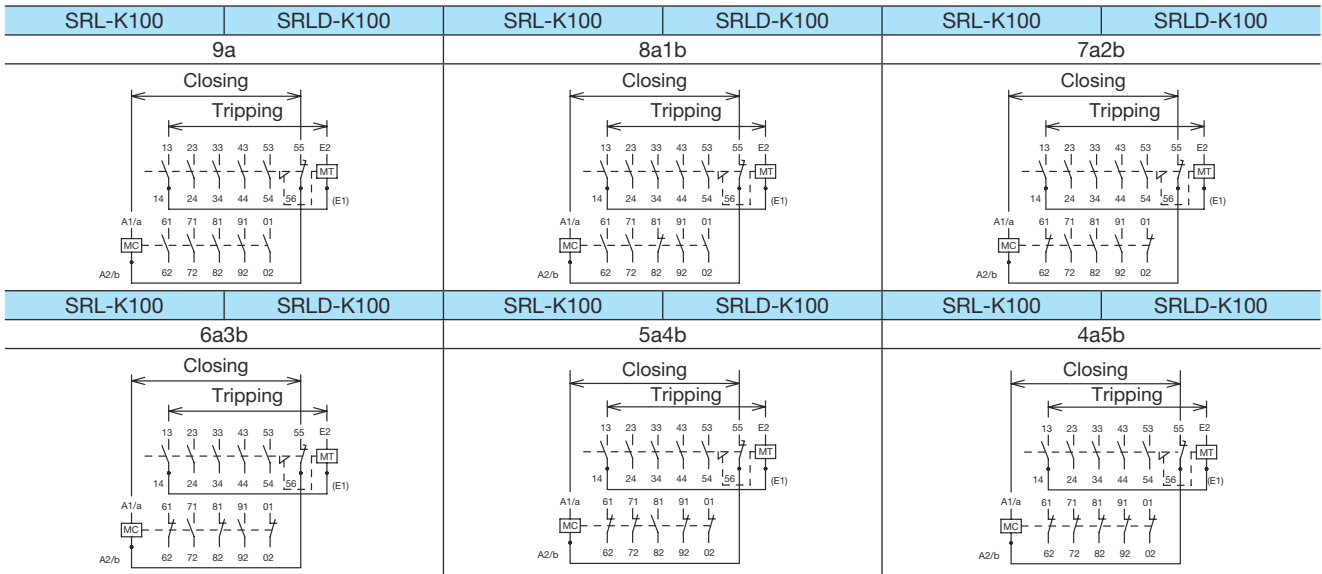 SRL-K100 SRLD-K100 SRL-K100 SRLD-K100 SRL-K100 SRLD-K100
9a 8a1b 7a2b
Closing Closing Closing
Tripping Tripping Tripping
13 23 33 43 53 55 E2 13 23 33 43 53 55 E2 13 23 33 43 53 55 E2
MT MT MT
14 24 34 44 54 56 (E1) 14 24 34 44 54 56 (E1) 14 24 34 44 54 56 (E1)
A1/a 61 71 81 91 01 A1/a 61 71 81 91 01 A1/a 61 71 81 91 01
MC MC MC
A2/b 62 72 82 92 02 A2/b 62 72 82 92 02 A2/b 62 72 82 92 02
SRL-K100 SRLD-K100 SRL-K100 SRLD-K100 SRL-K100 SRLD-K100
6a3b 5a4b 4a5b
Closing Closing Closing
Tripping Tripping Tripping
13 23 33 43 53 55 E2 13 23 33 43 53 55 E2 13 23 33 43 53 55 E2
MT MT MT
14 24 34 44 54 56 (E1) 14 24 34 44 54 56 (E1) 14 24 34 44 54 56 (E1)
A1/a 61 71 81 91 01 A1/a 61 71 81 91 01 A1/a 61 71 81 91 01
MC MC MC
A2/b 62 72 82 92 02 A2/b 62 72 82 92 02 A2/b 62 72 82 92 02